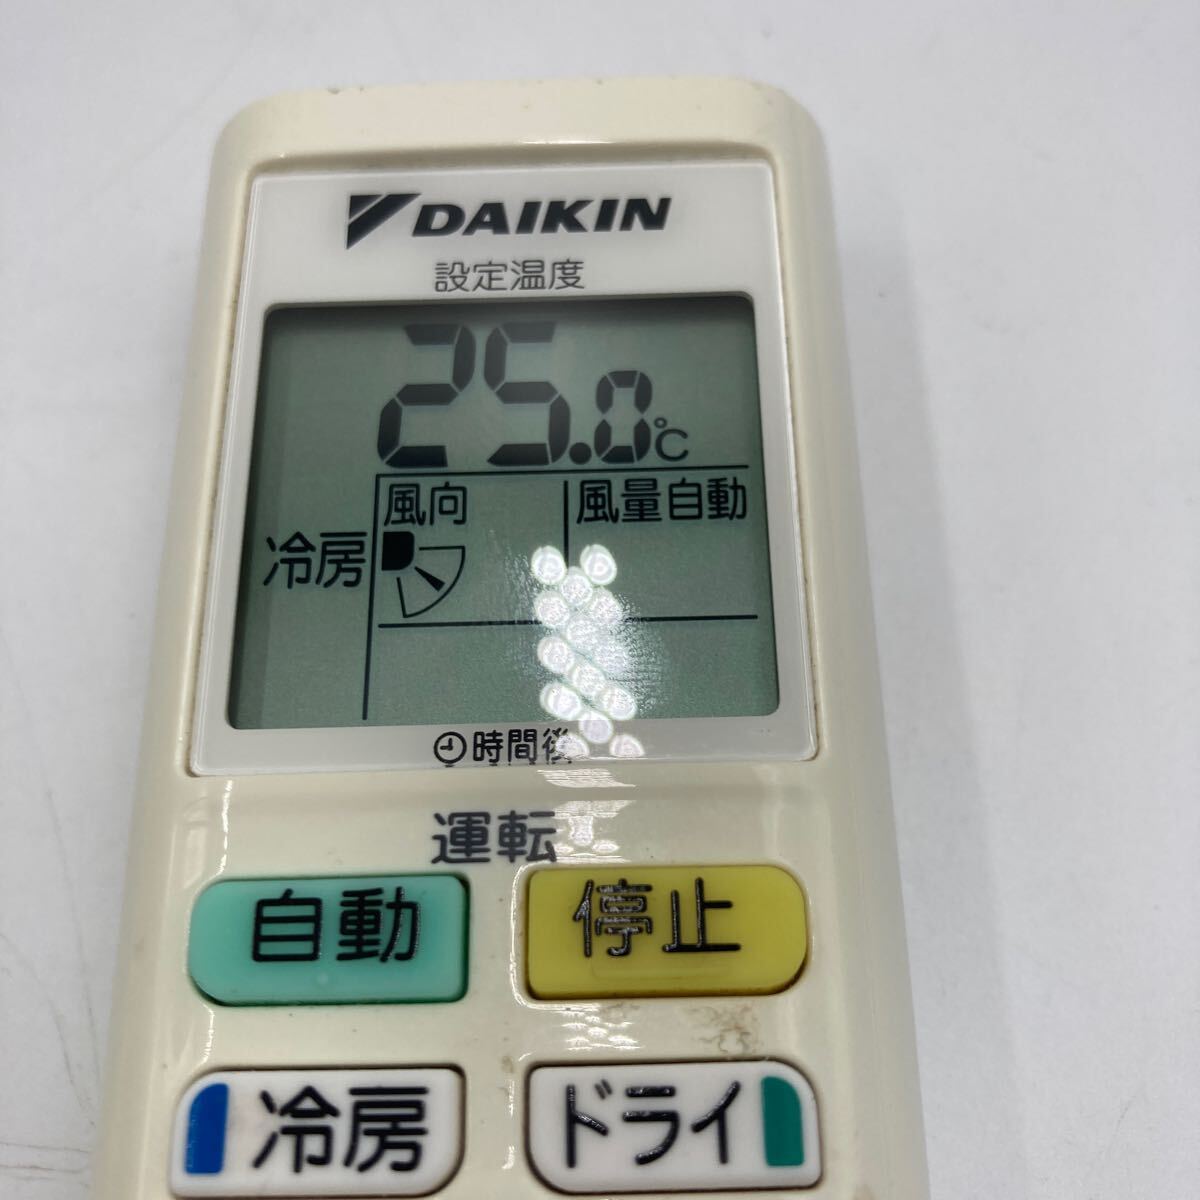 DAIKIN
設定温度
25.0℃
風向 風量自動
冷房
時間後
運転
自動 停止
冷房 ドライ